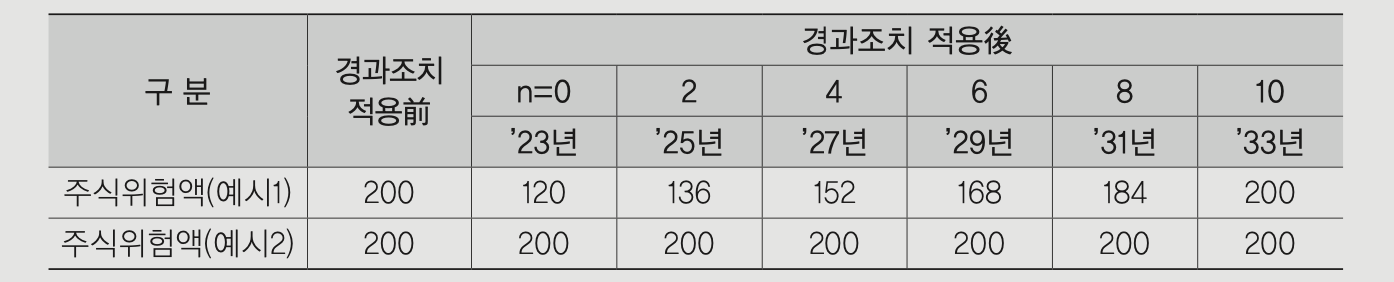 구 분 경과조치 적용前 경과조치 적용後
n=0 2 4 6 8 10
’23년 ’25년 ’27년 ’29년 ’31년 ’33년
주식위험액(예시1) 200 120 136 152 168 184 200
주식위험액(예시2) 200 200 200 200 200 200 200